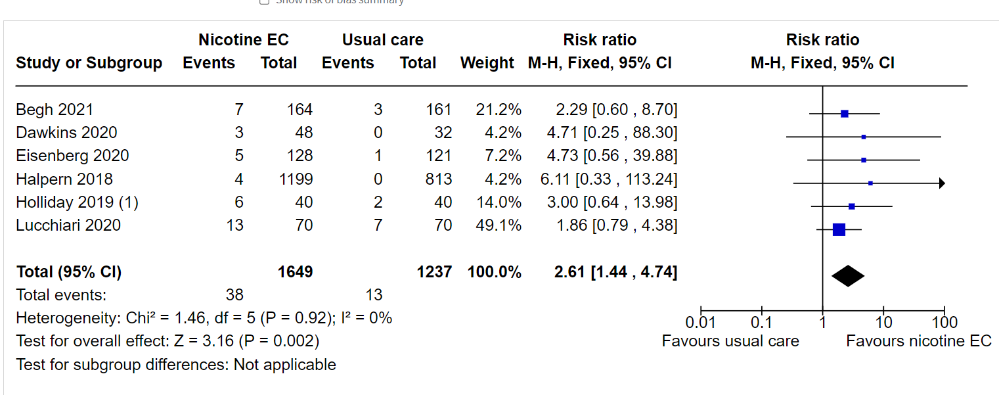 Show risk of bias summary
Nicotine EC Usual care Risk ratio Risk ratio
Study or Subgroup Events Total Events Total Weight M-H, Fixed, 95% CI M-H, Fixed, 95% CI
Begh 2021 7 164 3 161 21.2% 2.29 [0.60 , 8.70]
Dawkins 2020 3 48 0 32 4.2% 4.71 [0.25 , 88.30]
Eisenberg 2020 5 128 1 121 7.2% 4.73 [0.56 , 39.88]
Halpern 2018 4 1199 0 813 4.2% 6.11 [0.33 , 113.24]
Holliday 2019 (1) 6 40 2 40 14.0% 3.00 [0.64 , 13.98]
Lucchiari 2020 13 70 7 70 49.1% 1.86 [0.79 , 4.38]
Total (95% CI) 1649 1237 100.0% 2.61 [1.44 , 4.74]
Total events: 38 13
Heterogeneity: Chi² = 1.46, df = 5 (P = 0.92); I² = 0%
0.01 0.1 1 10 100
Test for overall effect: Z = 3.16 (P = 0.002) Favours usual care Favours nicotine EC
Test for subgroup differences: Not applicable